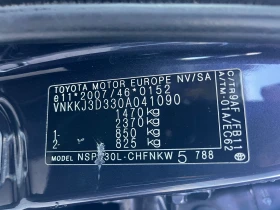 TOYOTA MOTOR EUROPE NV/SA
e11*2007/46*0152
VNKKJ3D330A041090
1470 kg
2370 kg
1- 850 kg
2- 825 kg
MODEL NSP130L-CHFNKW 5 788
C/TR 9AF/FB11
A/TM-01A/EC62